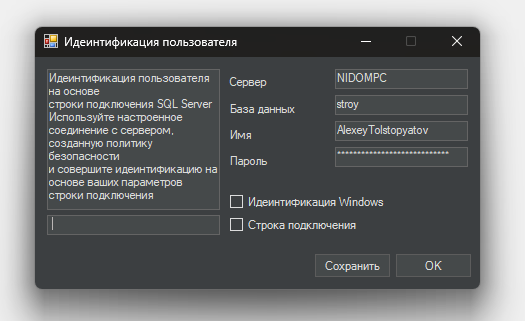 Идеинтификация пользователя
Идеинтификация пользователя
на основе
строки подключения SQL Server
Используйте настроенное
соединение с сервером,
созданную политику
безопасности
и совершите идеинтификацию на
основе ваших параметров
строки подключения
Сервер
NIDOMPC
База данных
stroy
Имя
AlexeyTolstopyatov
Пароль
****************************
Идеинтификация Windows
Строка подключения
Сохранить
OK